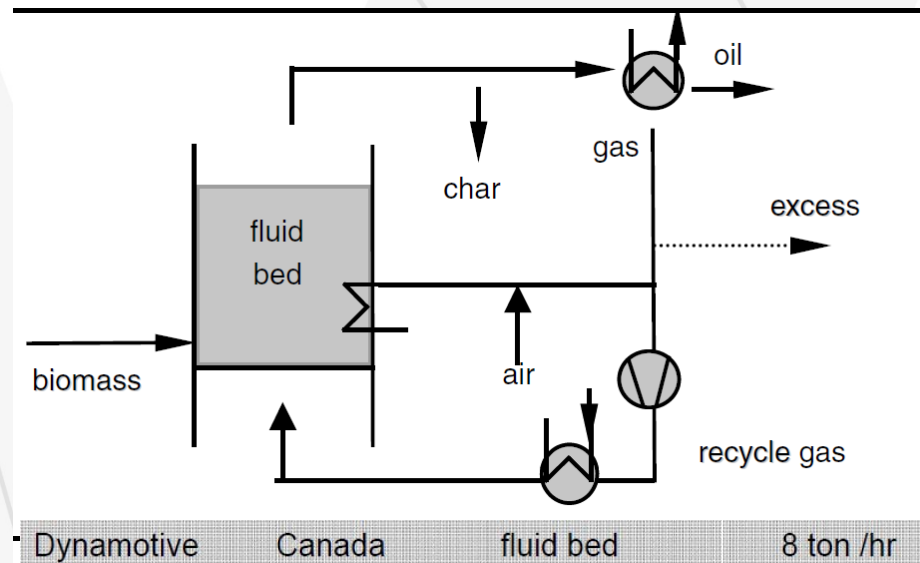 oil
gas
char
excess
fluid
bed
biomass
air
recycle gas
Dynamotive Canada fluid bed 8 ton /hr